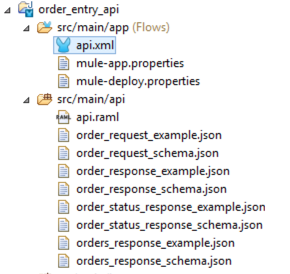 order_entry_api
src/main/app (Flows)
api.xml
mule-app.properties
mule-deploy.properties
src/main/api
RAML api.raml
order_request_example.json
order_request_schema.json
order_response_example.json
order_response_schema.json
order_status_response_example.json
order_status_response_schema.json
orders_response_example.json
orders_response_schema.json